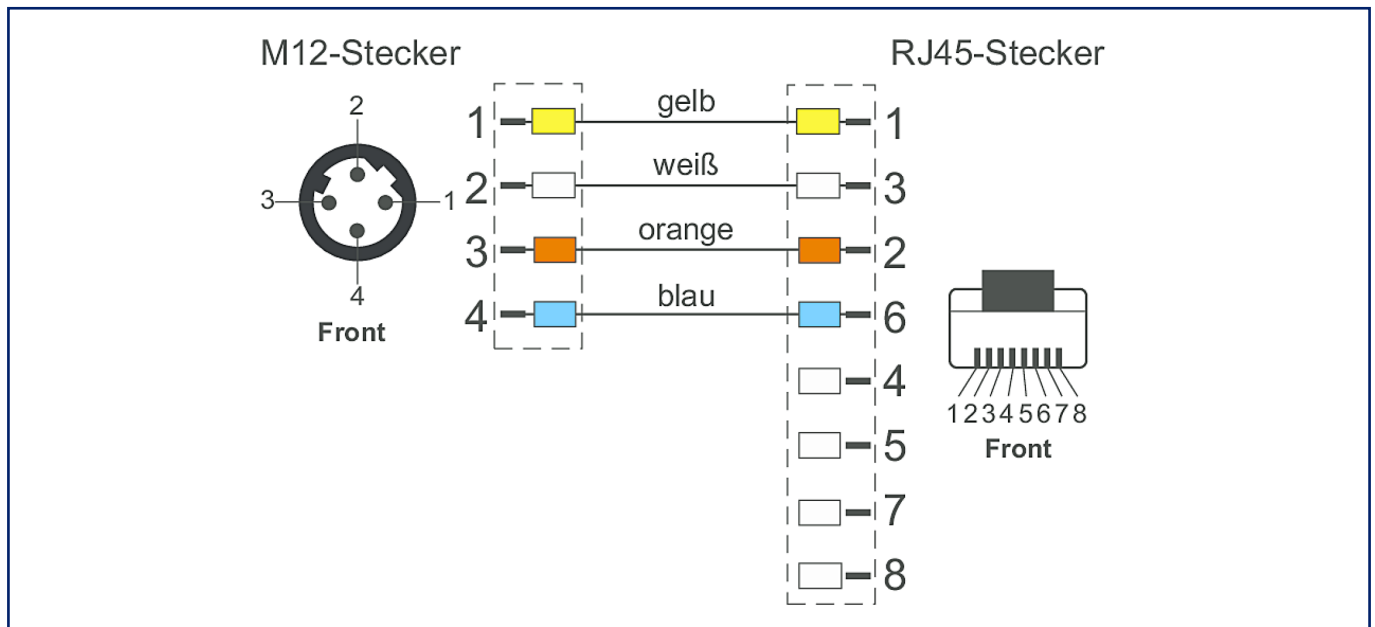 M12-Stecker
RJ45-Stecker
2
3
1
4
Front
1 gelb 1
2 weiß 3
3 orange 2
4 blau 6
4
5
7
8
12345678
Front